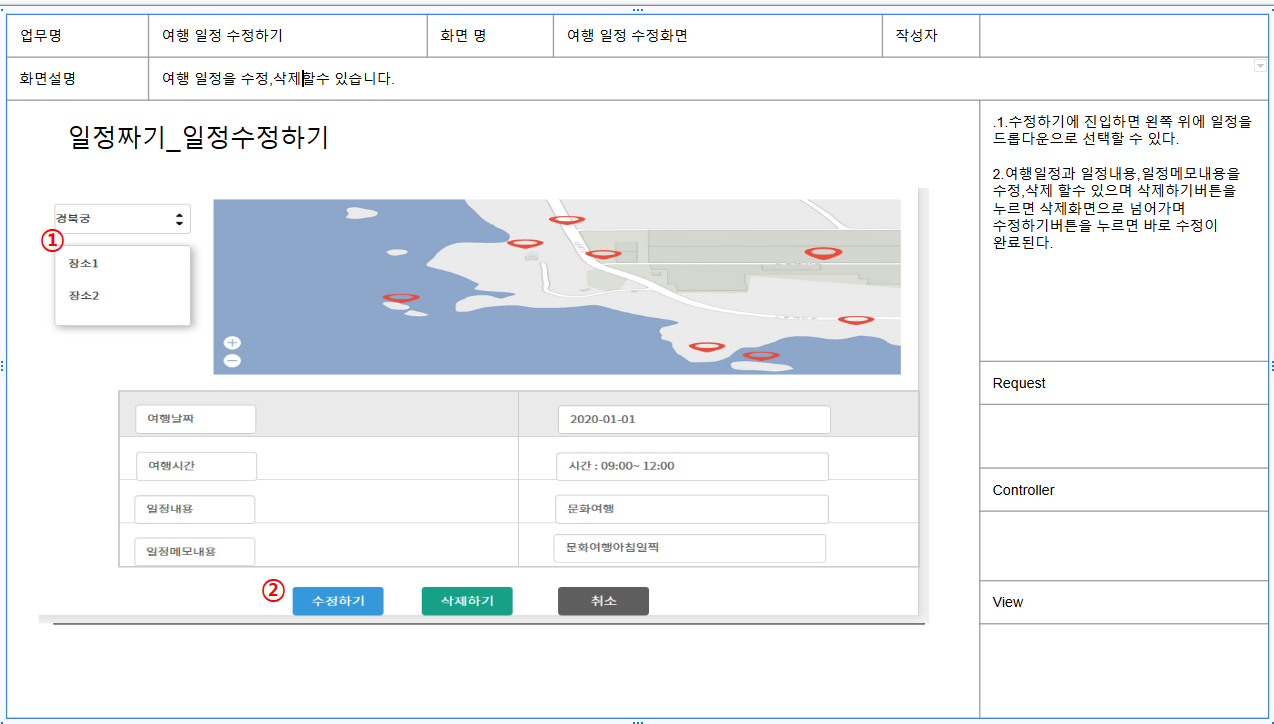 업무명 여행 일정 수정하기 화면 명 여행 일정 수정화면 작성자
화면설명 여행 일정을 수정,삭제할수 있습니다.
일정짜기_일정수정하기
경복궁
①
장소1
장소2
여행날짜 2020-01-01
여행시간 시간 : 09:00~ 12:00
일정내용 문화여행
일정메모내용 문화여행아침일찍
② 수정하기 삭제하기 취소
.1.수정하기에 진입하면 왼쪽 위에 일정을
드롭다운으로 선택할 수 있다.
2.여행일정과 일정내용,일정메모내용을
수정,삭제 할수 있으며 삭제하기버튼을
누르면 삭제화면으로 넘어가며
수정하기버튼을 누르면 바로 수정이
완료된다.
Request
Controller
View